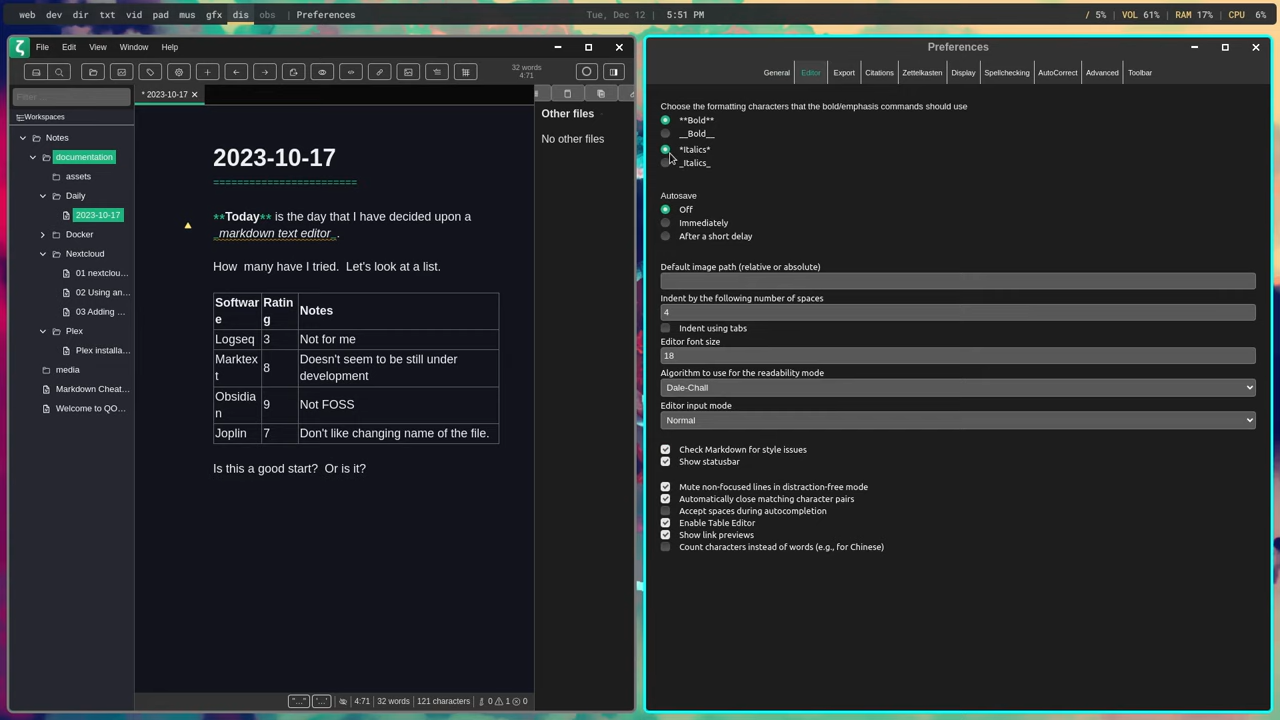 web dev dir txt vid pad mus gfx dis obs | Preferences
Tue, Dec 12 5:51 PM
/ 5% VOL 61% RAM 17% CPU 6%
File Edit View Window Help
32 words
4:71
Filter...
Workspaces
Notes
documentation
assets
Daily
2023-10-17
Docker
Nextcloud
01 nextclou...
02 Using an...
03 Adding ...
Plex
Plex installa...
media
Markdown Cheat...
Welcome to QO...
* 2023-10-17 ×
2023-10-17
========================
**Today** is the day that I have decided upon a
_markdown text editor_.
How many have I tried. Let's look at a list.
Software Rating Notes
Logseq 3 Not for me
Marktext 8 Doesn't seem to be still under
development
Obsidian 9 Not FOSS
Joplin 7 Don't like changing name of the file.
Is this a good start? Or is it?
"…" '…' 4:71 32 words 121 characters 0 1 0
Other files
No other files
Preferences
General Editor Export Citations Zettelkasten Display Spellchecking AutoCorrect Advanced Toolbar
Choose the formatting characters that the bold/emphasis commands should use
**Bold**
__Bold__
*Italics*
_Italics_
Autosave
Off
Immediately
After a short delay
Default image path (relative or absolute)
Indent by the following number of spaces
4
Indent using tabs
Editor font size
18
Algorithm to use for the readability mode
Dale-Chall
Editor input mode
Normal
Check Markdown for style issues
Show statusbar
Mute non-focused lines in distraction-free mode
Automatically close matching character pairs
Accept spaces during autocompletion
Enable Table Editor
Show link previews
Count characters instead of words (e.g., for Chinese)